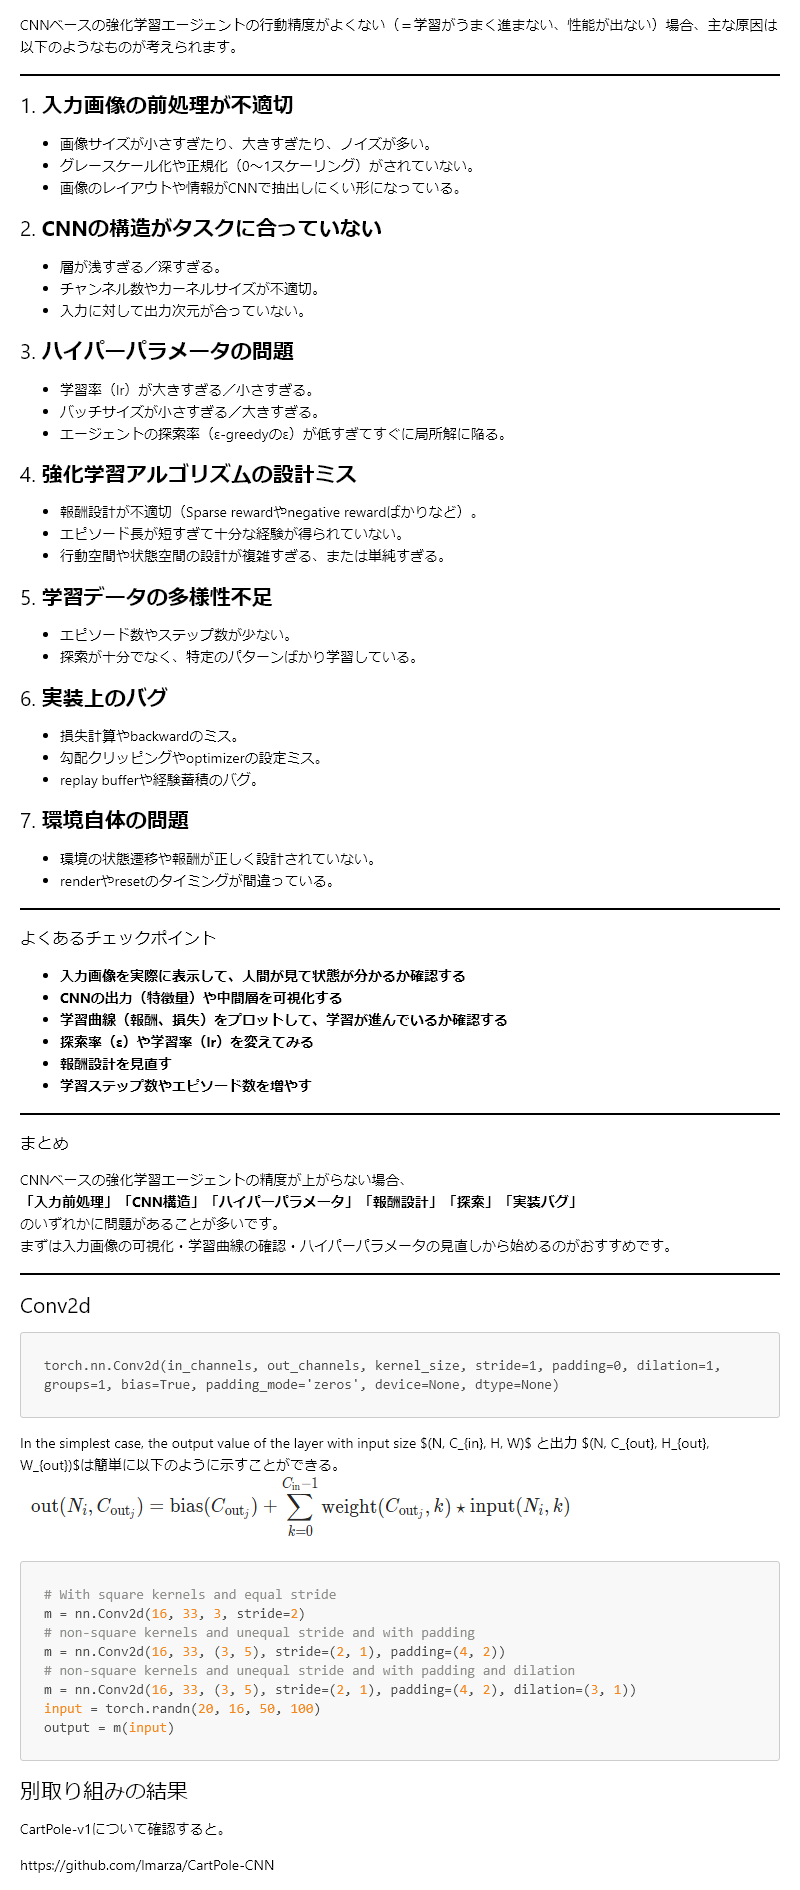 CNNベースの強化学習エージェントの行動精度がよくない（＝学習がうまく進まない、性能が出ない）場合、主な原因は
以下のようなものが考えられます。
1. 入力画像の前処理が不適切
• 画像サイズが小さすぎたり、大きすぎたり、ノイズが多い。
• グレースケール化や正規化（0～1スケーリング）がされていない。
• 画像のレイアウトや情報がCNNで抽出しにくい形になっている。
2. CNNの構造がタスクに合っていない
• 層が浅すぎる／深すぎる。
• チャンネル数やカーネルサイズが不適切。
• 入力に対して出力次元が合っていない。
3. ハイパーパラメータの問題
• 学習率（lr）が大きすぎる／小さすぎる。
• バッチサイズが小さすぎる／大きすぎる。
• エージェントの探索率（ε-greedyのε）が低すぎてすぐに局所解に陥る。
4. 強化学習アルゴリズムの設計ミス
• 報酬設計が不適切（Sparse rewardやnegative rewardばかりなど）。
• エピソード長が短すぎて十分な経験が得られていない。
• 行動空間や状態空間の設計が複雑すぎる、または単純すぎる。
5. 学習データの多様性不足
• エピソード数やステップ数が少ない。
• 探索が十分でなく、特定のパターンばかり学習している。
6. 実装上のバグ
• 損失計算やbackwardのミス。
• 勾配クリッピングやoptimizerの設定ミス。
• replay bufferや経験蓄積のバグ。
7. 環境自体の問題
• 環境の状態遷移や報酬が正しく設計されていない。
• renderやresetのタイミングが間違っている。
よくあるチェックポイント
• 入力画像を実際に表示して、人間が見て状態が分かるか確認する
• CNNの出力（特徴量）や中間層を可視化する
• 学習曲線（報酬、損失）をプロットして、学習が進んでいるか確認する
• 探索率（ε）や学習率（lr）を変えてみる
• 報酬設計を見直す
• 学習ステップ数やエピソード数を増やす
まとめ
CNNベースの強化学習エージェントの精度が上がらない場合、
「入力前処理」「CNN構造」「ハイパーパラメータ」「報酬設計」「探索」「実装バグ」
のいずれかに問題があることが多いです。
まずは入力画像の可視化・学習曲線の確認・ハイパーパラメータの見直しから始めるのがおすすめです。
Conv2d
torch.nn.Conv2d(in_channels, out_channels, kernel_size, stride=1, padding=0, dilation=1,
groups=1, bias=True, padding_mode='zeros', device=None, dtype=None)
In the simplest case, the output value of the layer with input size $(N, C_{in}, H, W)$ と出力 $(N, C_{out}, H_{out},
W_{out})$は簡単に以下のように示すことができる。
out(N_i, C_{out_j}) = bias(C_{out_j}) + ∑_{k=0}^{C_{in}−1} weight(C_{out_j}, k) ⋆ input(N_i, k)
# With square kernels and equal stride
m = nn.Conv2d(16, 33, 3, stride=2)
# non-square kernels and unequal stride and with padding
m = nn.Conv2d(16, 33, (3, 5), stride=(2, 1), padding=(4, 2))
# non-square kernels and unequal stride and with padding and dilation
m = nn.Conv2d(16, 33, (3, 5), stride=(2, 1), padding=(4, 2), dilation=(3, 1))
input = torch.randn(20, 16, 50, 100)
output = m(input)
別取り組みの結果
CartPole-v1について確認すると。
https://github.com/lmarza/CartPole-CNN